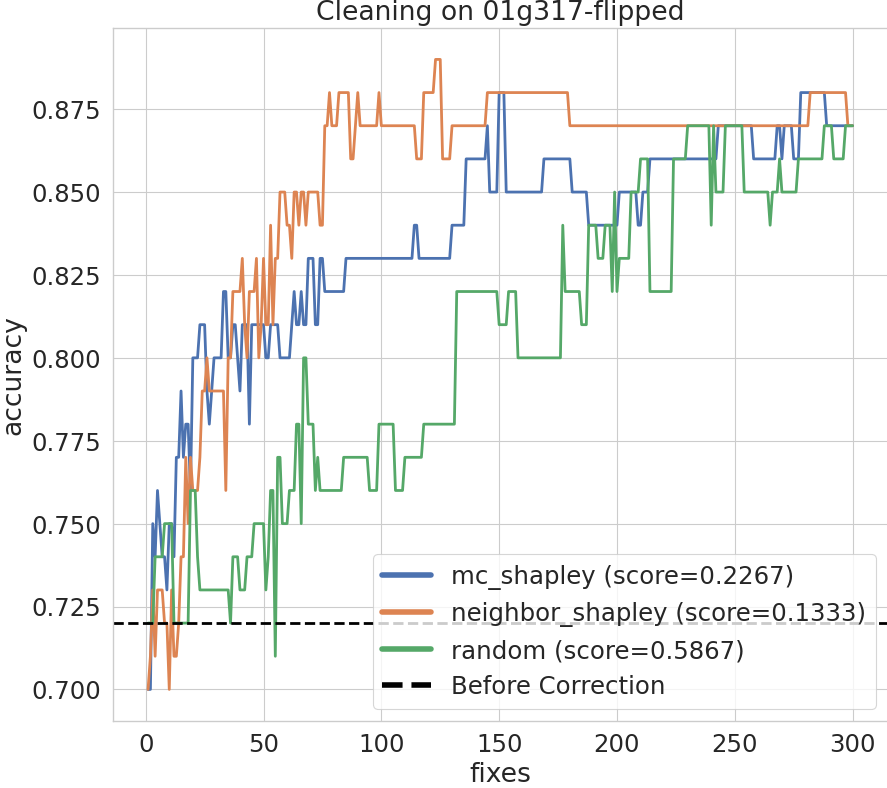 Cleaning on 01g317-flipped
accuracy
0.875
0.850
0.825
0.800
0.775
0.750
0.725
0.700
mc_shapley (score=0.2267)
neighbor_shapley (score=0.1333)
random (score=0.5867)
Before Correction
0 50 100 150 200 250 300
fixes